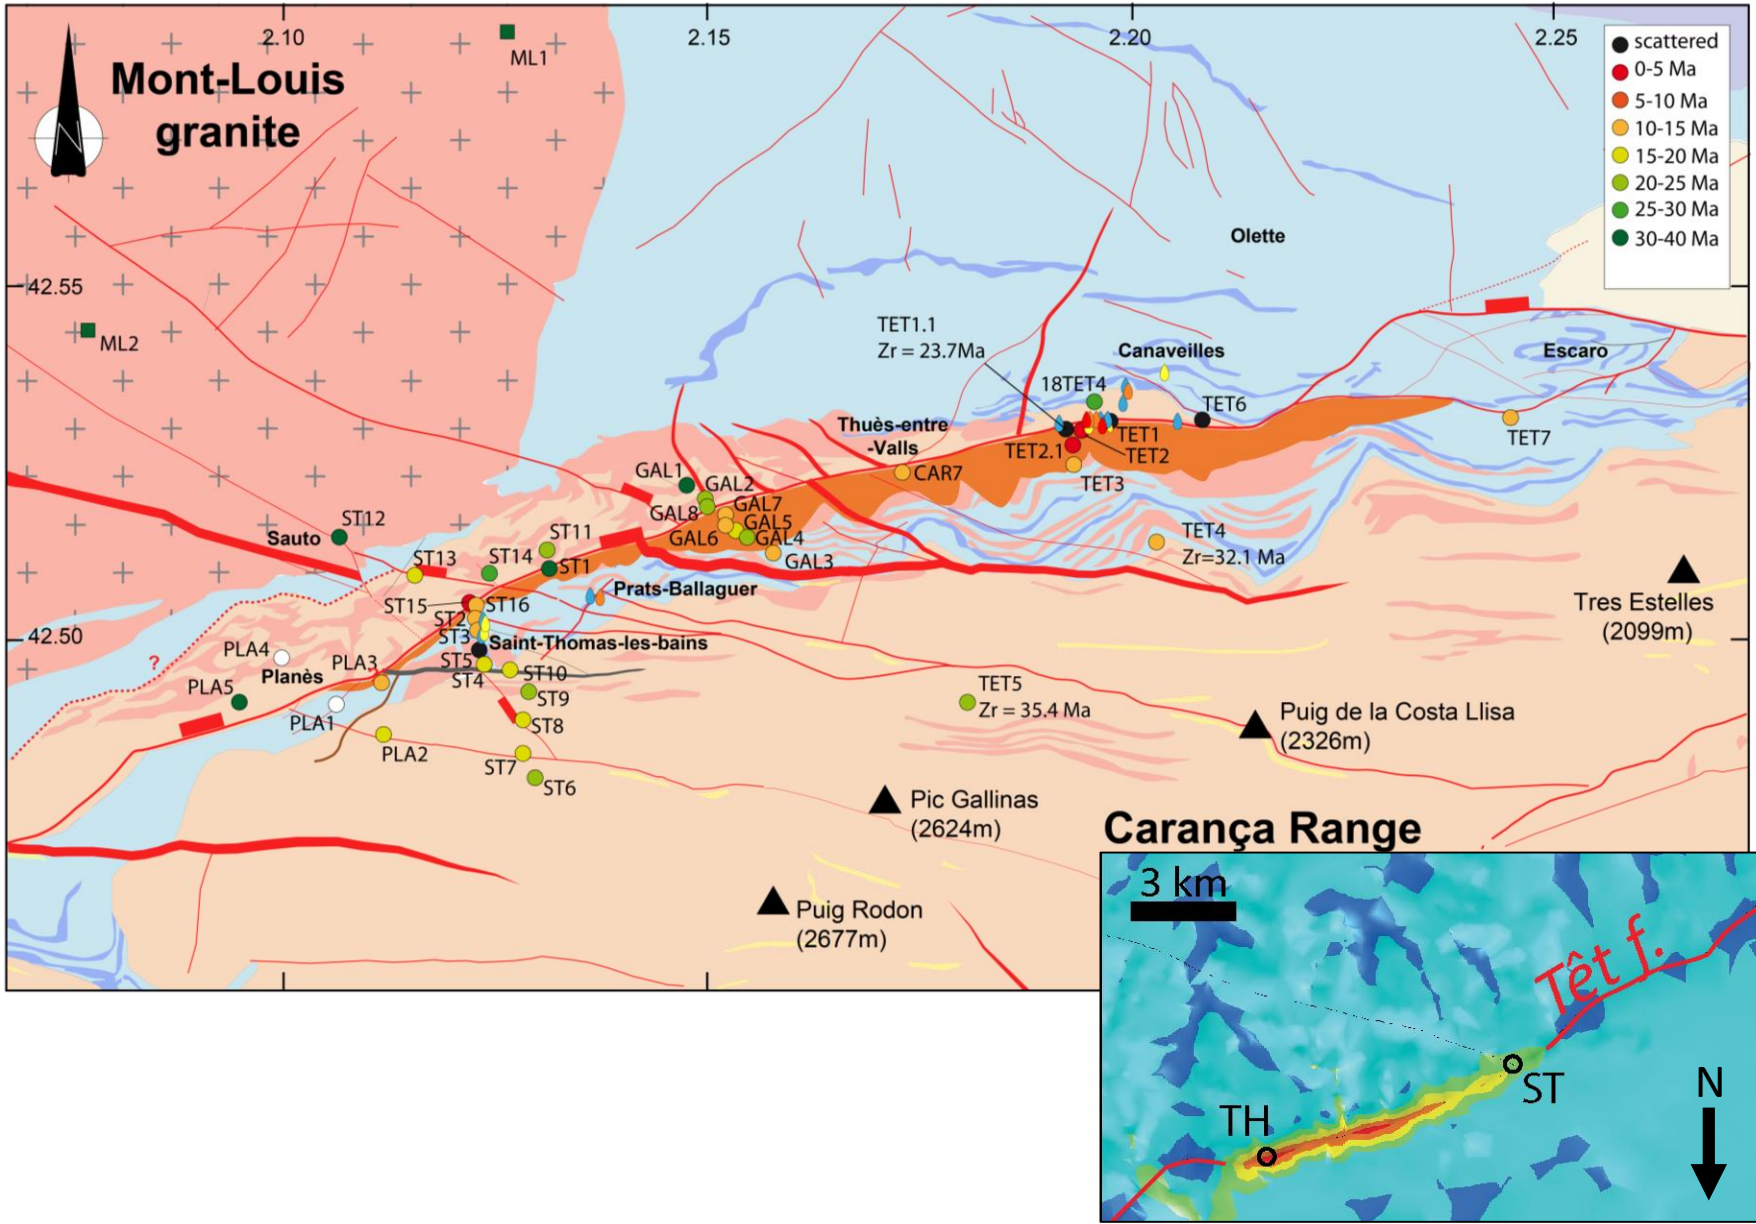 2.10
2.15
2.20
2.25
ML1
Mont-Louis
granite
N
scattered
0-5 Ma
5-10 Ma
10-15 Ma
15-20 Ma
20-25 Ma
25-30 Ma
30-40 Ma
Olette
42.55
ML2
TET1.1
Zr = 23.7Ma
Canaveilles
Escaro
18TET4
TET6
Thuès-entre
-Valls
TET1
TET7
TET2.1
TET2
GAL1
CAR7
TET3
GAL2
GAL7
GAL8
GAL5
GAL6
GAL4
ST12
Sauto
ST11
TET4
Zr=32.1 Ma
ST13
ST14
GAL3
ST1
Prats-Ballaguer
Tres Estelles
(2099m)
ST15
ST16
ST2
42.50
ST3
Saint-Thomas-les-bains
PLA4
?
PLA3
ST5
Planès
ST4
ST10
PLA5
ST9
TET5
Zr = 35.4 Ma
PLA1
ST8
Puig de la Costa Llisa
(2326m)
PLA2
ST7
ST6
Pic Gallinas
(2624m)
Carança Range
Puig Rodon
(2677m)
3 km
Têt f.
ST
N
TH